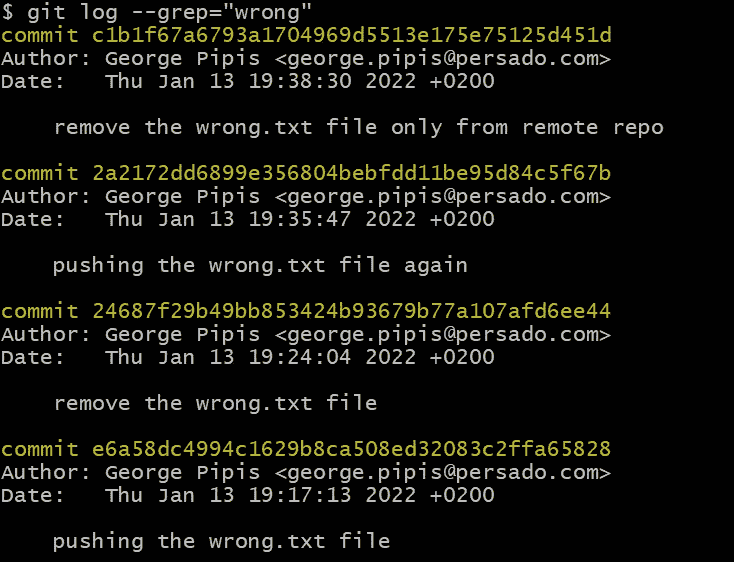 $ git log --grep="wrong"
commit c1b1f67a6793a1704969d5513e175e75125d451d
Author: George Pipis <george.pipis@persado.com>
Date:   Thu Jan 13 19:38:30 2022 +0200
remove the wrong.txt file only from remote repo
commit 2a2172dd6899e356804bebfdd11be95d84c5f67b
Author: George Pipis <george.pipis@persado.com>
Date:   Thu Jan 13 19:35:47 2022 +0200
pushing the wrong.txt file again
commit 24687f29b49bb853424b93679b77a107afd6ee44
Author: George Pipis <george.pipis@persado.com>
Date:   Thu Jan 13 19:24:04 2022 +0200
remove the wrong.txt file
commit e6a58dc4994c1629b8ca508ed32083c2ffa65828
Author: George Pipis <george.pipis@persado.com>
Date:   Thu Jan 13 19:17:13 2022 +0200
pushing the wrong.txt file